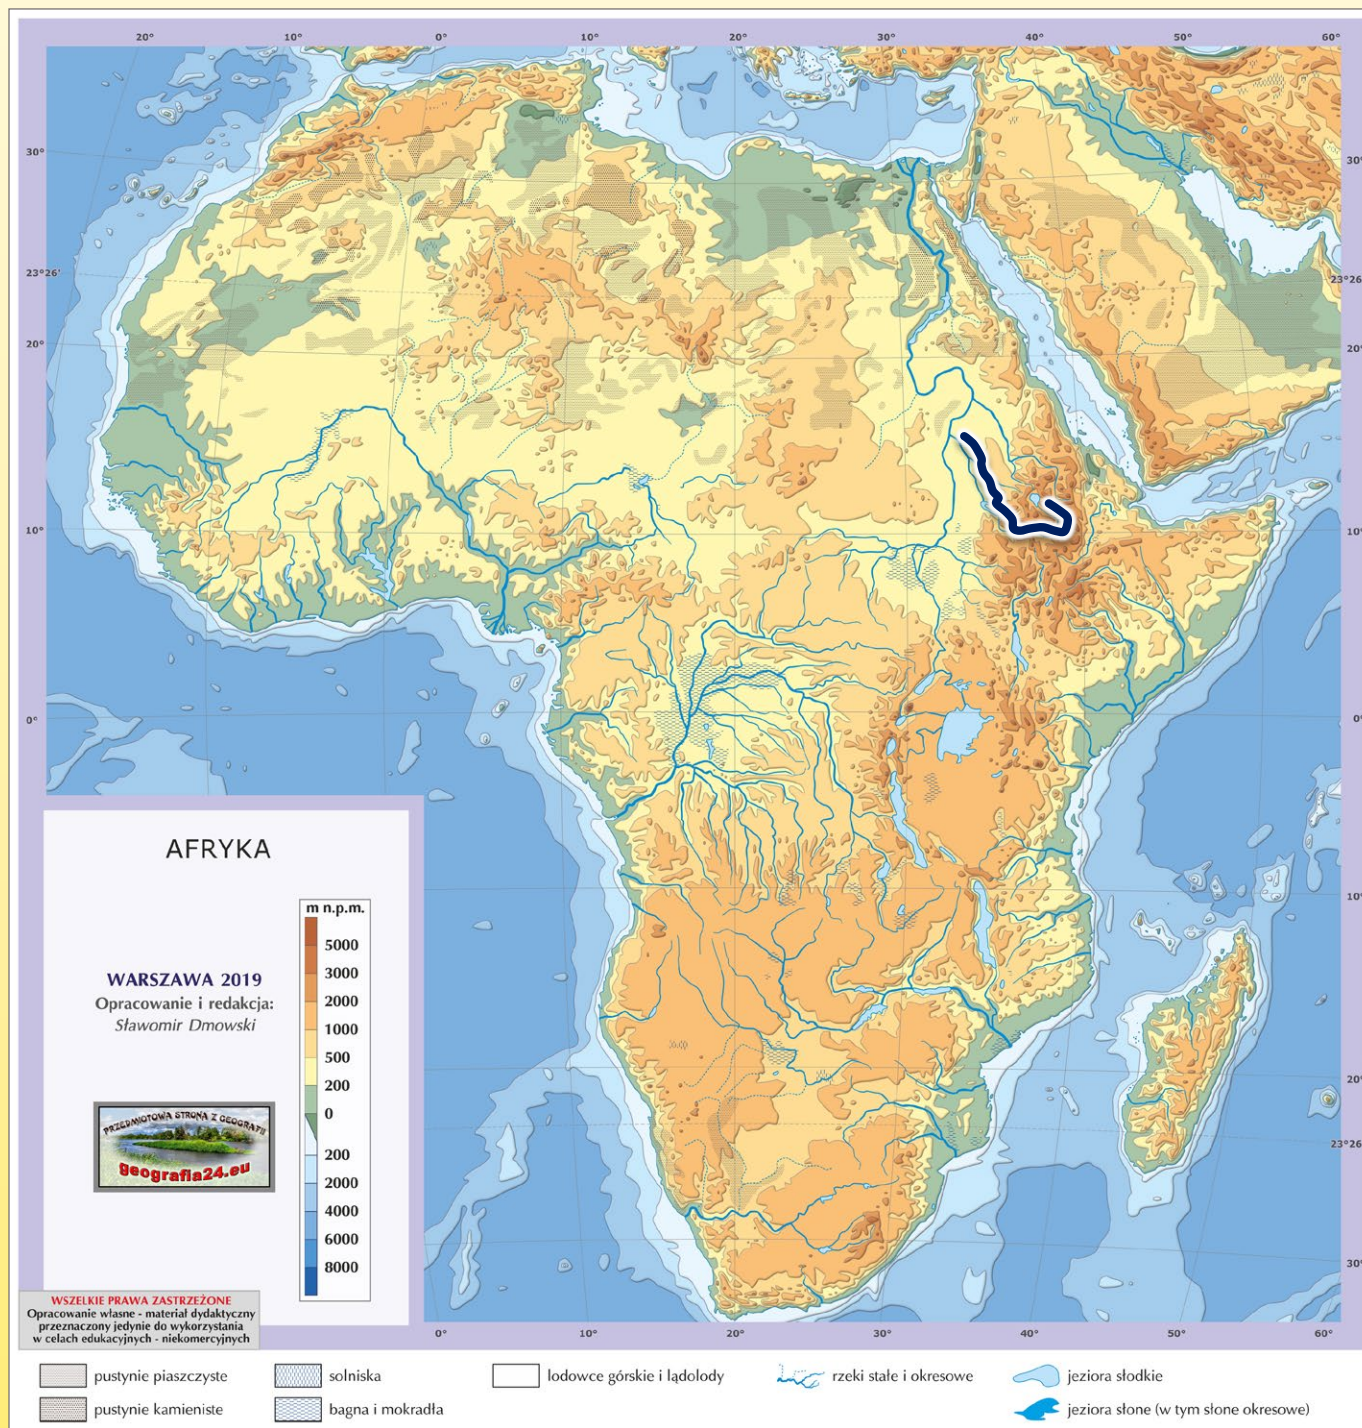 20° 10° 0° 10° 20° 30° 40° 50° 60°
30° 30°
23°26' 23°26
20° 20°
10° 10°
0° 0°
AFRYKA
m n.p.m.
5000
3000
2000
1000
500
200
0
200
2000
4000
6000
8000
WARSZAWA 2019
Opracowanie i redakcja:
Sławomir Dmowski
PRZEDMIOTOWA STRONA Z GEOGRAFII
geografia24.eu
10°
20°
23°26
30°
WSZELKIE PRAWA ZASTRZEŻONE
Opracowanie własne - materiał dydaktyczny
przeznaczony jedynie do wykorzystania
w celach edukacyjnych - niekomercyjnych
0° 10° 20° 30° 40° 50° 60°
pustynie piaszczyste
pustynie kamieniste
solniska
bagna i mokradła
lodowce górskie i lądolody
rzeki stałe i okresowe
jeziora słodkie
jeziora słone (w tym słone okresowe)